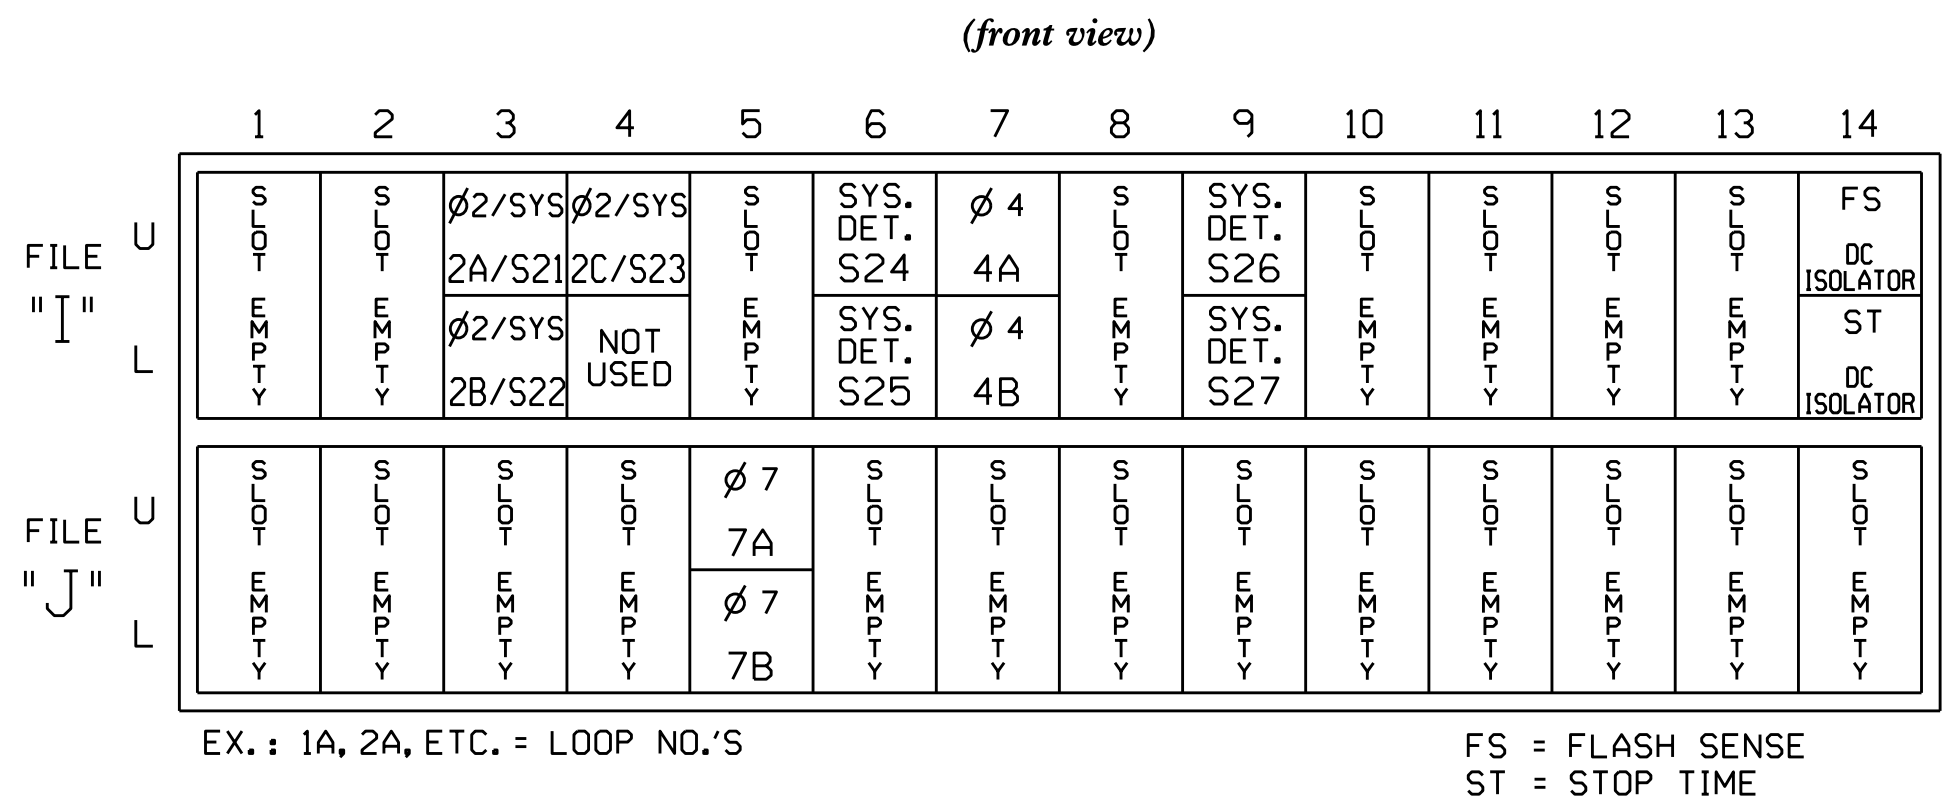 (front view)
1 2 3 4 5 6 7 8 9 10 11 12 13 14
FILE "I"
U
L
SLOT EMPTY
SLOT EMPTY
Ø2/SYS
2A/S21
Ø2/SYS
2B/S22
Ø2/SYS
2C/S23
NOT
USED
SLOT EMPTY
SYS.
DET.
S24
SYS.
DET.
S25
Ø 4
4A
Ø 4
4B
SLOT EMPTY
SYS.
DET.
S26
SYS.
DET.
S27
SLOT EMPTY
SLOT EMPTY
SLOT EMPTY
SLOT EMPTY
FS
DC
ISOLATOR
ST
DC
ISOLATOR
FILE "J"
U
L
SLOT EMPTY
SLOT EMPTY
SLOT EMPTY
SLOT EMPTY
Ø 7
7A
Ø 7
7B
SLOT EMPTY
SLOT EMPTY
SLOT EMPTY
SLOT EMPTY
SLOT EMPTY
SLOT EMPTY
SLOT EMPTY
SLOT EMPTY
SLOT EMPTY
EX.: 1A, 2A, ETC. = LOOP NO.'S
FS = FLASH SENSE
ST = STOP TIME